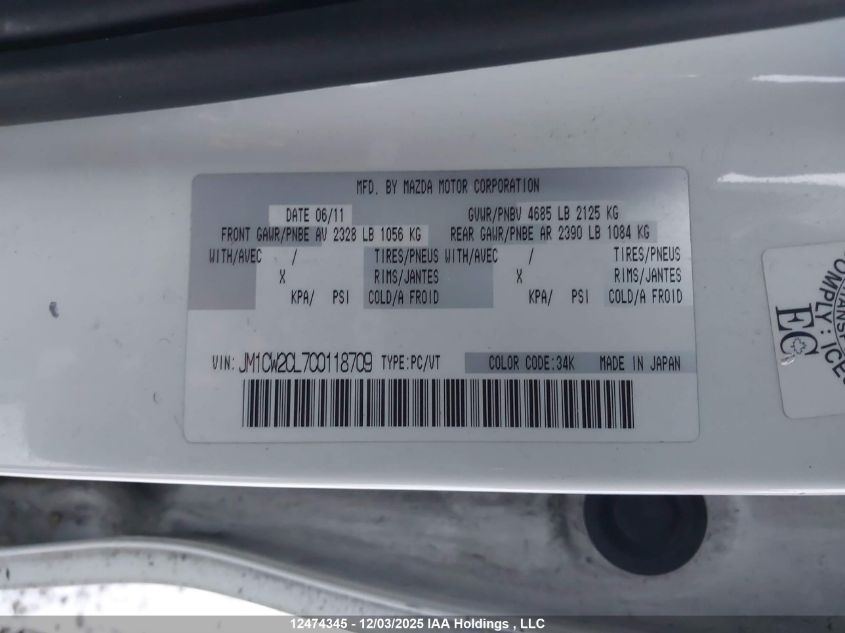 MFD. BY MAZDA MOTOR CORPORATION
DATE 06/11 GVWR/PNBV 4685 LB 2125 KG
FRONT GAWR/PNBE AV 2328 LB 1056 KG REAR GAWR/PNBE AR 2390 LB 1084 KG
WITH/AVEC / TIRES/PNEUS WITH/AVEC / TIRES/PNEUS
X RIMS/JANTES X RIMS/JANTES
KPA/ PSI COLD/A FROID KPA/ PSI COLD/A FROID
VIN: JM1CW2CL7C0118709 TYPE:PC/VT COLOR CODE:34K MADE IN JAPAN
COMPLY : ICES
EC
12474345 - 12/03/2025 IAA Holdings , LLC